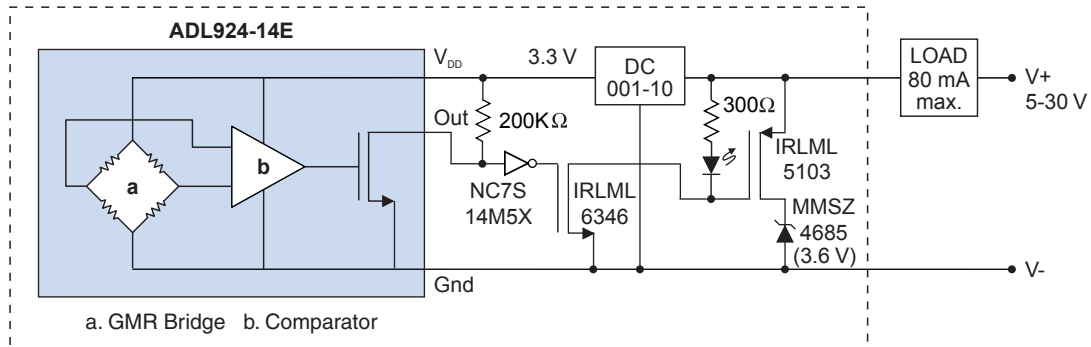 ADL924-14E
V_DD
3.3 V
DC
001-10
LOAD
80 mA
max.
V+
5-30 V
Out
200KΩ
300Ω
a
b
NC7S
14M5X
IRLML
6346
IRLML
5103
MMSZ
4685
(3.6 V)
V-
Gnd
a. GMR Bridge b. Comparator